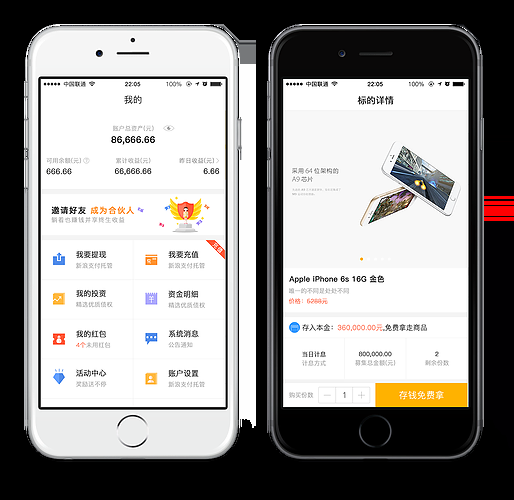 中国联通
22:05
100%
我的
账户总资产(元)
86,666.66
可用余额(元)
累计收益(元)
昨日收益
666.66
66,666.66
6.66
邀请好友 成为合伙人
躺着也赚钱并享终生收益
我要提现
新浪支付托管
我要充值
新浪支付托管
我的投资
精选优质债权
资金明细
精选优质债权
我的红包
4个未用红包
系统消息
公告通知
活动中心
奖励送不停
账户设置
新浪支付托管
中国联通
22:05
100%
标的详情
采用 64 位架构的
A9 芯片
Apple iPhone 6s 16G 金色
唯一的不同是处处不同
价格：5288元
存入本金：360,000.00元,免费拿走商品
当日计息
计息方式
800,000.00
募集总金额(元)
2
剩余份数
购买份数
1
存钱免费拿